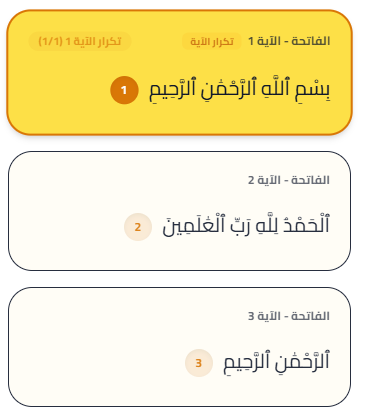 الفاتحة - الآية 1 تكرار الآية تكرار الآية 1 (1/1)
بِسْمِ ٱللَّهِ ٱلرَّحْمَٰنِ ٱلرَّحِيمِ 1
الفاتحة - الآية 2
ٱلْحَمْدُ لِلَّهِ رَبِّ ٱلْعَٰلَمِينَ 2
الفاتحة - الآية 3
ٱلرَّحْمَٰنِ ٱلرَّحِيمِ 3